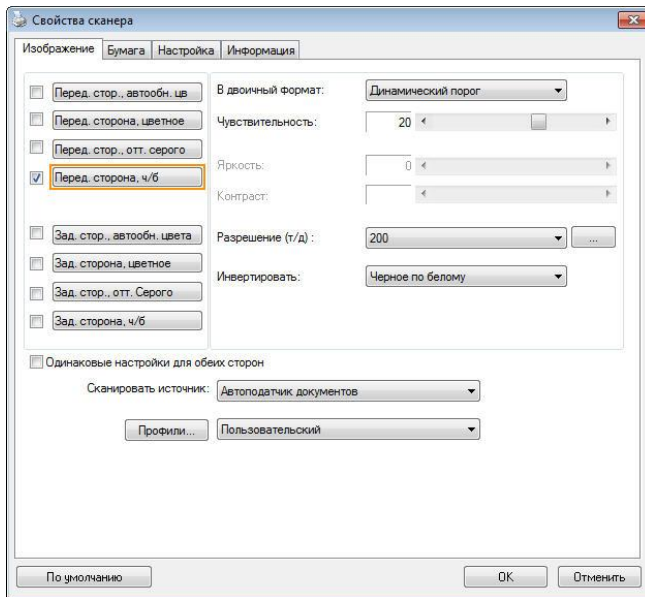 Свойства сканера
Изображение Бумага Настройка Информация
Перед. стор., автообн. цв
Перед. сторона, цветное
Перед. стор., отт. серого
Перед. сторона, ч/б
Зад. стор., автообн. цвета
Зад. сторона, цветное
Зад. стор., отт. Серого
Зад. сторона, ч/б
В двоичный формат: Динамический порог
Чувствительность: 20
Яркость: 0
Контраст:
Разрешение (т/д) : 200 ...
Инвертировать: Черное по белому
Одинаковые настройки для обеих сторон
Сканировать источник: Автоподатчик документов
Профили... Пользовательский
По умолчанию OK Отменить